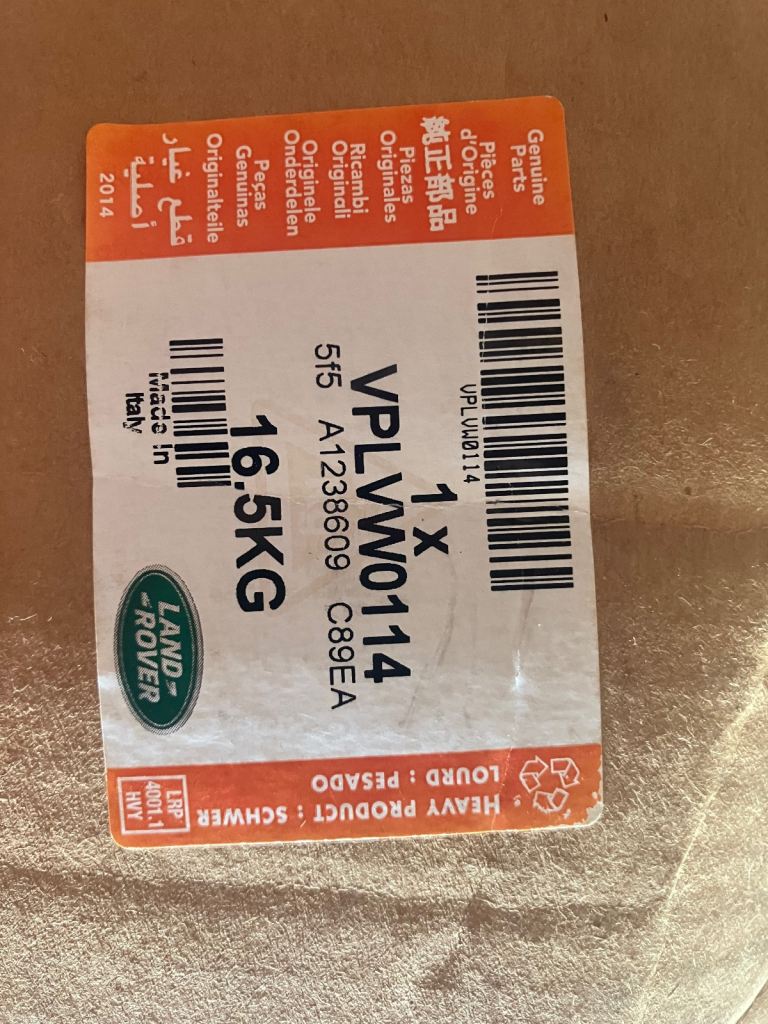 Genuine
Parts
Pièces
d'Origine
純正部品
Piezas
Originales
Ricambi
Originali
Originele
Onderdelen
Peças
Genuinas
Originalteile
قطع غيار
أصلية
2014
VPLVW0114
1 x
VPLVW0114
5f5 A1238609 C89EA
16.5KG
Made in
Italy
LAND-
-ROVER
HEAVY PRODUCT : SCHWER
LOURD : PESADO
LRP
4001.1
HVY